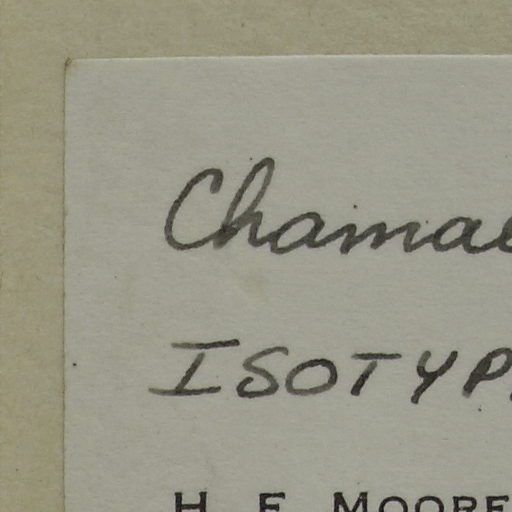 Chamae
ISOTYP
H. E. MOORE